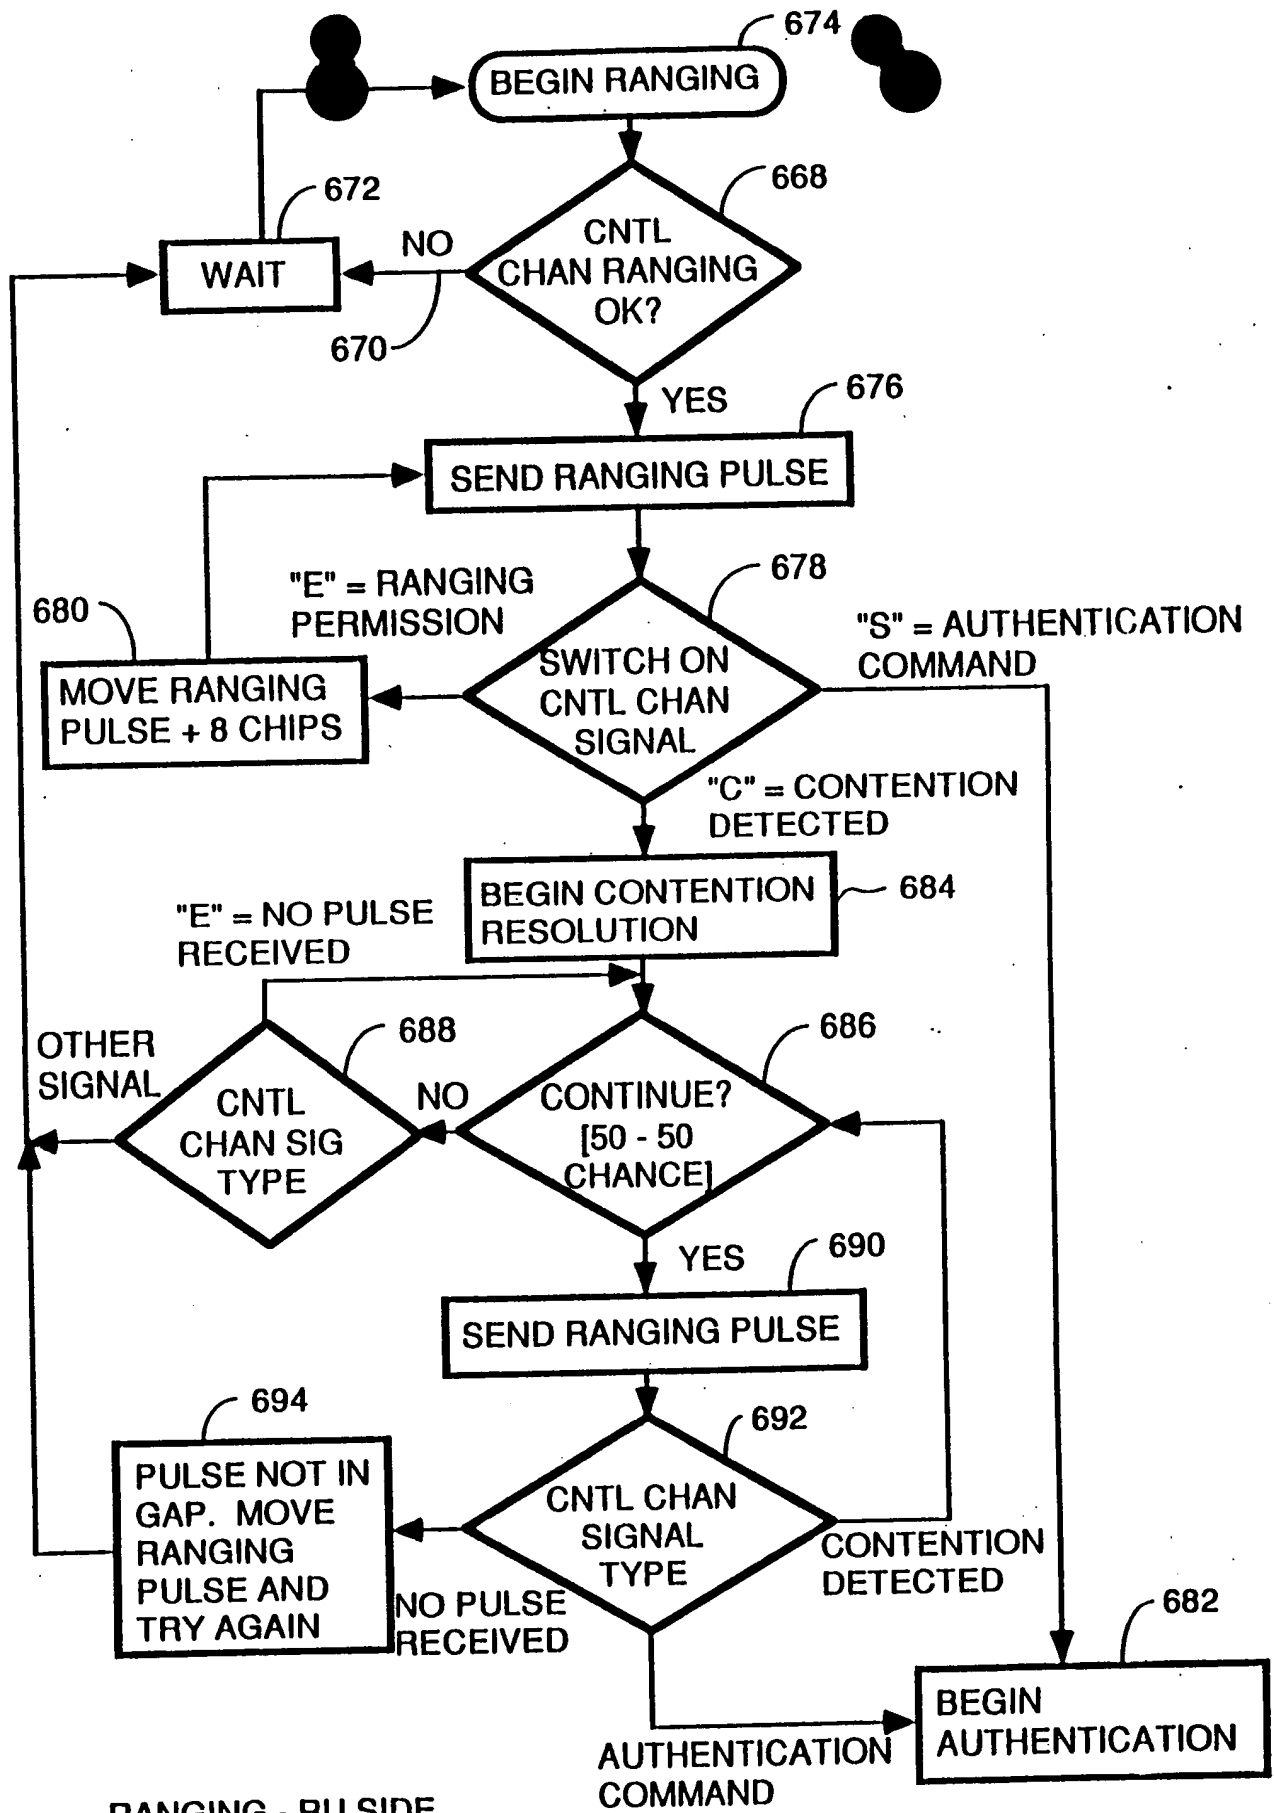 674
BEGIN RANGING
668
672
NO
CNTL
CHAN RANGING
OK?
WAIT
670
YES
676
SEND RANGING PULSE
678
"E" = RANGING
PERMISSION
680
"S" = AUTHENTICATION
COMMAND
MOVE RANGING
PULSE + 8 CHIPS
SWITCH ON
CNTL CHAN
SIGNAL
"C" = CONTENTION
DETECTED
BEGIN CONTENTION
RESOLUTION
684
"E" = NO PULSE
RECEIVED
OTHER
SIGNAL
688
686
CNTL
CHAN SIG
TYPE
NO
CONTINUE?
[50 - 50
CHANCE]
YES
690
SEND RANGING PULSE
694
692
PULSE NOT IN
GAP. MOVE
RANGING
PULSE AND
TRY AGAIN
CNTL CHAN
SIGNAL
TYPE
CONTENTION
DETECTED
NO PULSE
RECEIVED
682
BEGIN
AUTHENTICATION
AUTHENTICATION
COMMAND
RANGING - RU SIDE